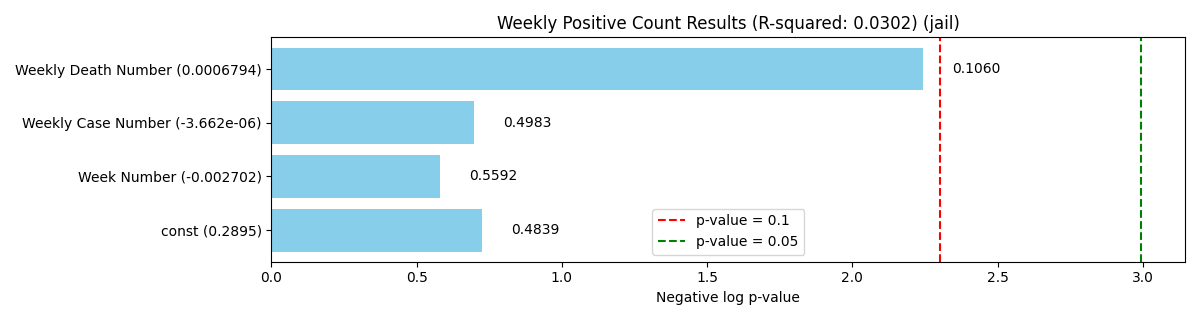 Weekly Positive Count Results (R-squared: 0.0302) (jail)
Weekly Death Number (0.0006794)
0.1060
Weekly Case Number (-3.662e-06)
0.4983
Week Number (-0.002702)
0.5592
const (0.2895)
0.4839
p-value = 0.1
p-value = 0.05
0.0 0.5 1.0 1.5 2.0 2.5 3.0
Negative log p-value